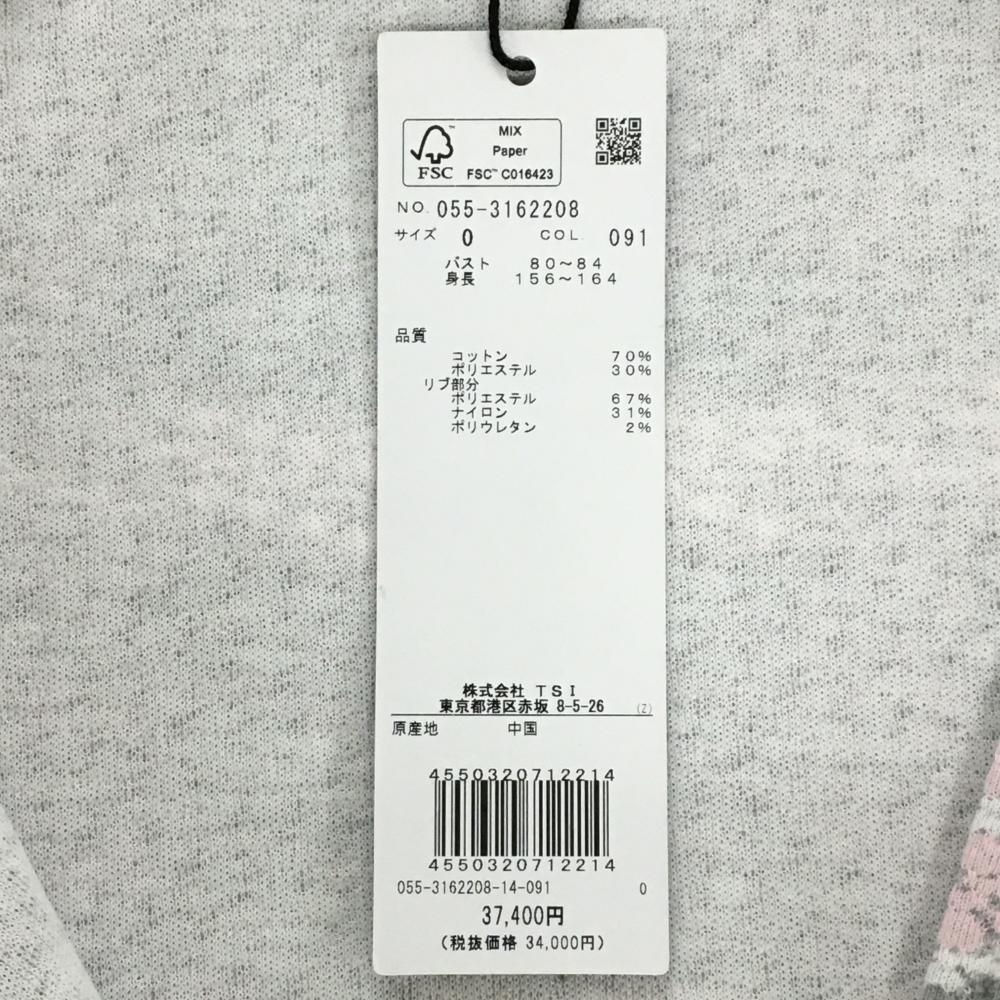 MIX
Paper
FSC™ C016423
FSC™
NO. 055-3162208
サイズ 0 COL. 091
バスト 80～84
身長 156～164
品質
コットン 70%
ポリエステル 30%
リブ部分
ポリエステル 67%
ナイロン 31%
ポリウレタン 2%
株式会社 TSI
東京都港区赤坂 8-5-26 (Z)
原産地 中国
4550320712214
4550320712214
055-3162208-14-091 0
37,400円
(税抜価格 34,000円)